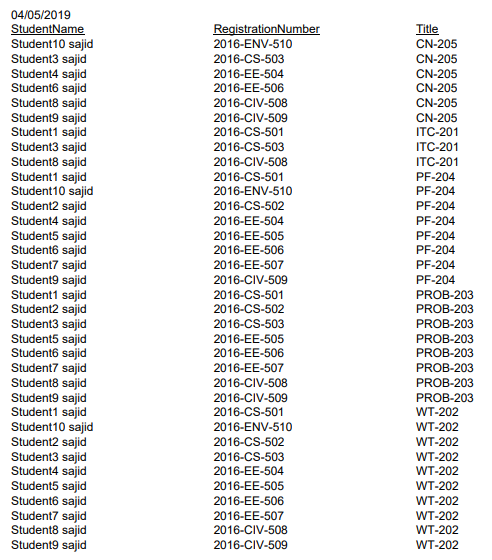 04/05/2019
StudentName RegistrationNumber Title
Student10 sajid 2016-ENV-510 CN-205
Student3 sajid 2016-CS-503 CN-205
Student4 sajid 2016-EE-504 CN-205
Student6 sajid 2016-EE-506 CN-205
Student8 sajid 2016-CIV-508 CN-205
Student9 sajid 2016-CIV-509 CN-205
Student1 sajid 2016-CS-501 ITC-201
Student3 sajid 2016-CS-503 ITC-201
Student8 sajid 2016-CIV-508 ITC-201
Student1 sajid 2016-CS-501 PF-204
Student10 sajid 2016-ENV-510 PF-204
Student2 sajid 2016-CS-502 PF-204
Student4 sajid 2016-EE-504 PF-204
Student5 sajid 2016-EE-505 PF-204
Student6 sajid 2016-EE-506 PF-204
Student7 sajid 2016-EE-507 PF-204
Student9 sajid 2016-CIV-509 PF-204
Student1 sajid 2016-CS-501 PROB-203
Student2 sajid 2016-CS-502 PROB-203
Student3 sajid 2016-CS-503 PROB-203
Student5 sajid 2016-EE-505 PROB-203
Student6 sajid 2016-EE-506 PROB-203
Student7 sajid 2016-EE-507 PROB-203
Student8 sajid 2016-CIV-508 PROB-203
Student9 sajid 2016-CIV-509 PROB-203
Student1 sajid 2016-CS-501 WT-202
Student10 sajid 2016-ENV-510 WT-202
Student2 sajid 2016-CS-502 WT-202
Student3 sajid 2016-CS-503 WT-202
Student4 sajid 2016-EE-504 WT-202
Student5 sajid 2016-EE-505 WT-202
Student6 sajid 2016-EE-506 WT-202
Student7 sajid 2016-EE-507 WT-202
Student8 sajid 2016-CIV-508 WT-202
Student9 sajid 2016-CIV-509 WT-202